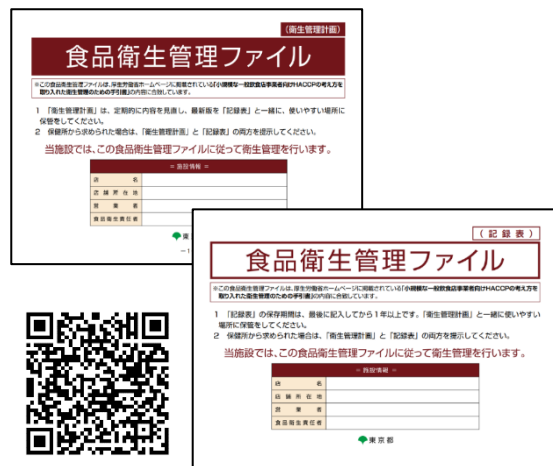 (衛生管理計画)
食品衛生管理ファイル
※この食品衛生管理ファイルは、厚生労働省ホームページに掲載されている「小規模な一般飲食店事業者向けHACCPの考え方を
取り入れた衛生管理のための手引書」の内容に合致しています。
1 「衛生管理計画」は、定期的に内容を見直し、最新版を「記録表」と一緒に、使いやすい場所に
保管をしてください。
2 保健所から求められた場合は、「衛生管理計画」と「記録表」の両方を提示してください。
当施設では、この食品衛生管理ファイルに従って衛生管理を行います。
= 施設情報 =
店名
店舗所在地
営業者
食品衛生責任者
東
−1
(記録表)
食品衛生管理ファイル
※この食品衛生管理ファイルは、厚生労働省ホームページに掲載されている「小規模な一般飲食店事業者向けHACCPの考え方を
取り入れた衛生管理のための手引書」の内容に合致しています。
1 「記録表」の保存期間は、最後に記入してから1年以上です。「衛生管理計画」と一緒に使いやすい
場所に保管をしてください。
2 保健所から求められた場合は、「衛生管理計画」と「記録表」の両方を提示してください。
当施設では、この食品衛生管理ファイルに従って衛生管理を行います。
= 施設情報 =
店名
店舗所在地
営業者
食品衛生責任者
東京都